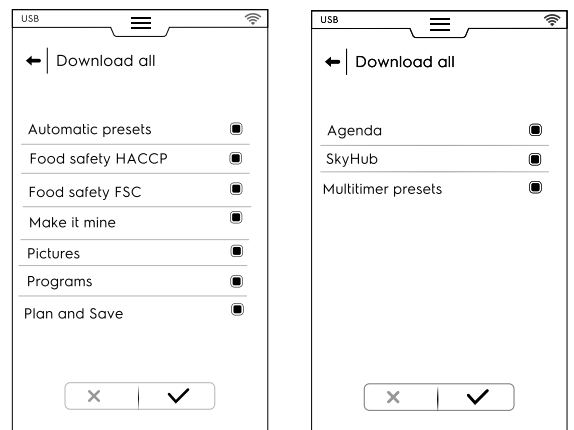 USB
Download all
Automatic presets
Food safety HACCP
Food safety FSC
Make it mine
Pictures
Programs
Plan and Save
USB
Download all
Agenda
SkyHub
Multitimer presets